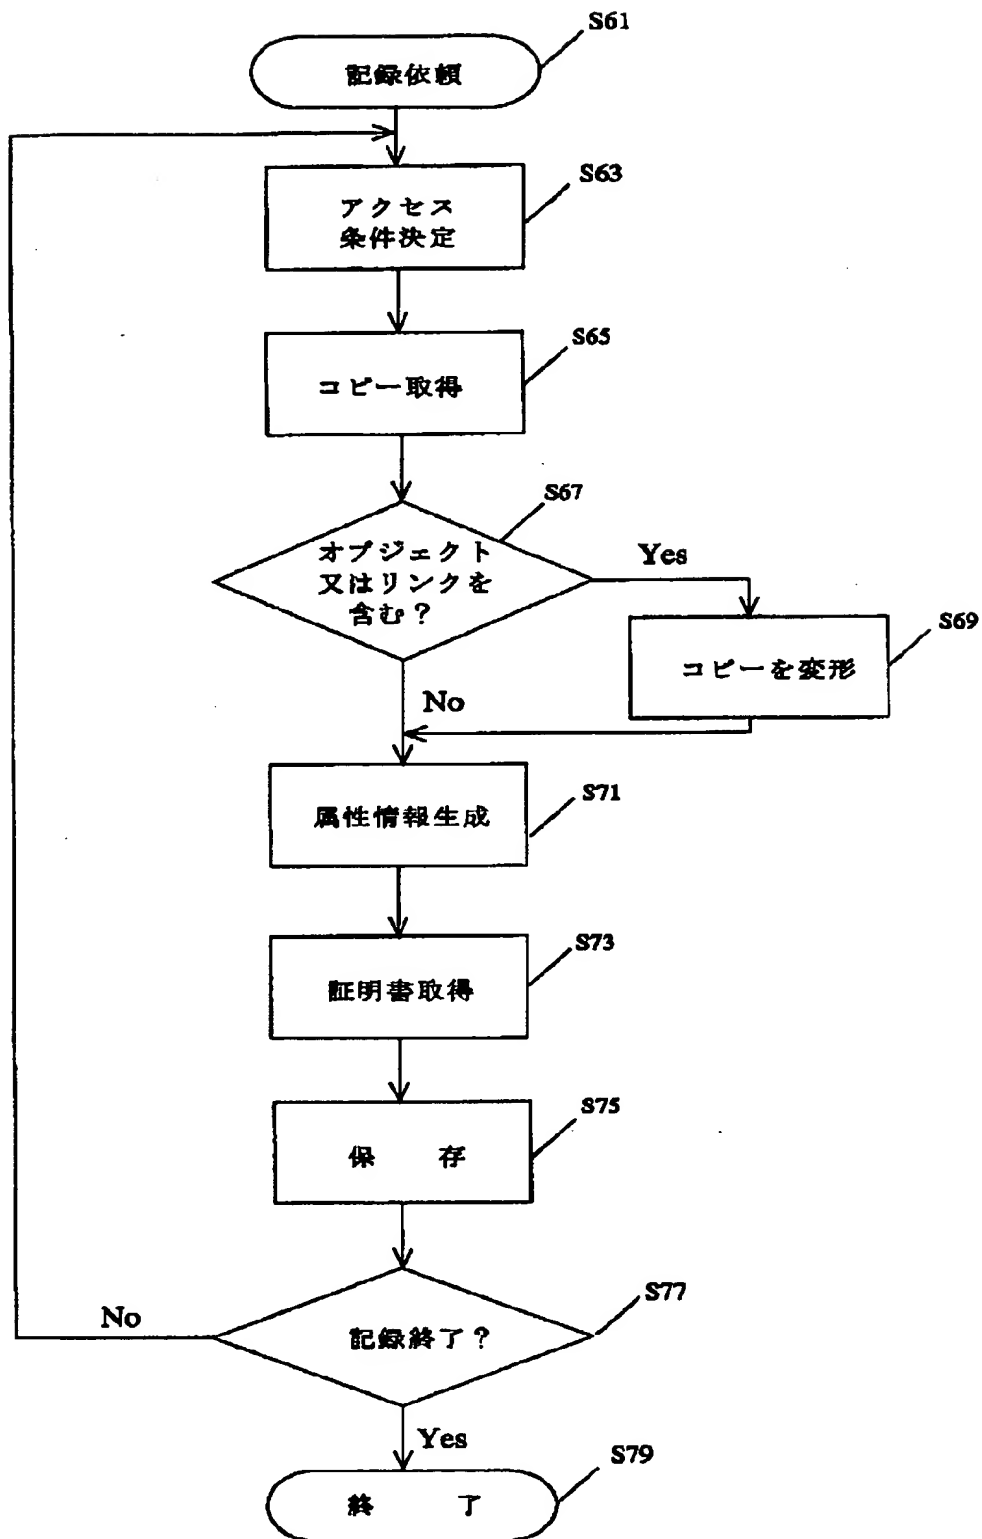 S61
記録依頼
S63
アクセス
条件決定
S65
コピー取得
S67
オブジェクト
又はリンクを
含む？
Yes
S69
コピーを変形
No
S71
属性情報生成
S73
証明書取得
S75
保 存
S77
記録終了？
No
Yes
S79
終 了